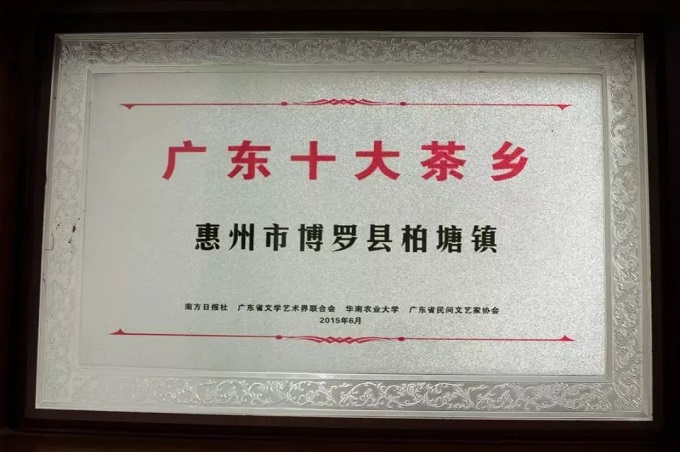 广东十大茶乡
惠州市博罗县柏塘镇
南方日报社 广东省文学艺术界联合会 华南农业大学 广东省民间文艺家协会
2015年6月